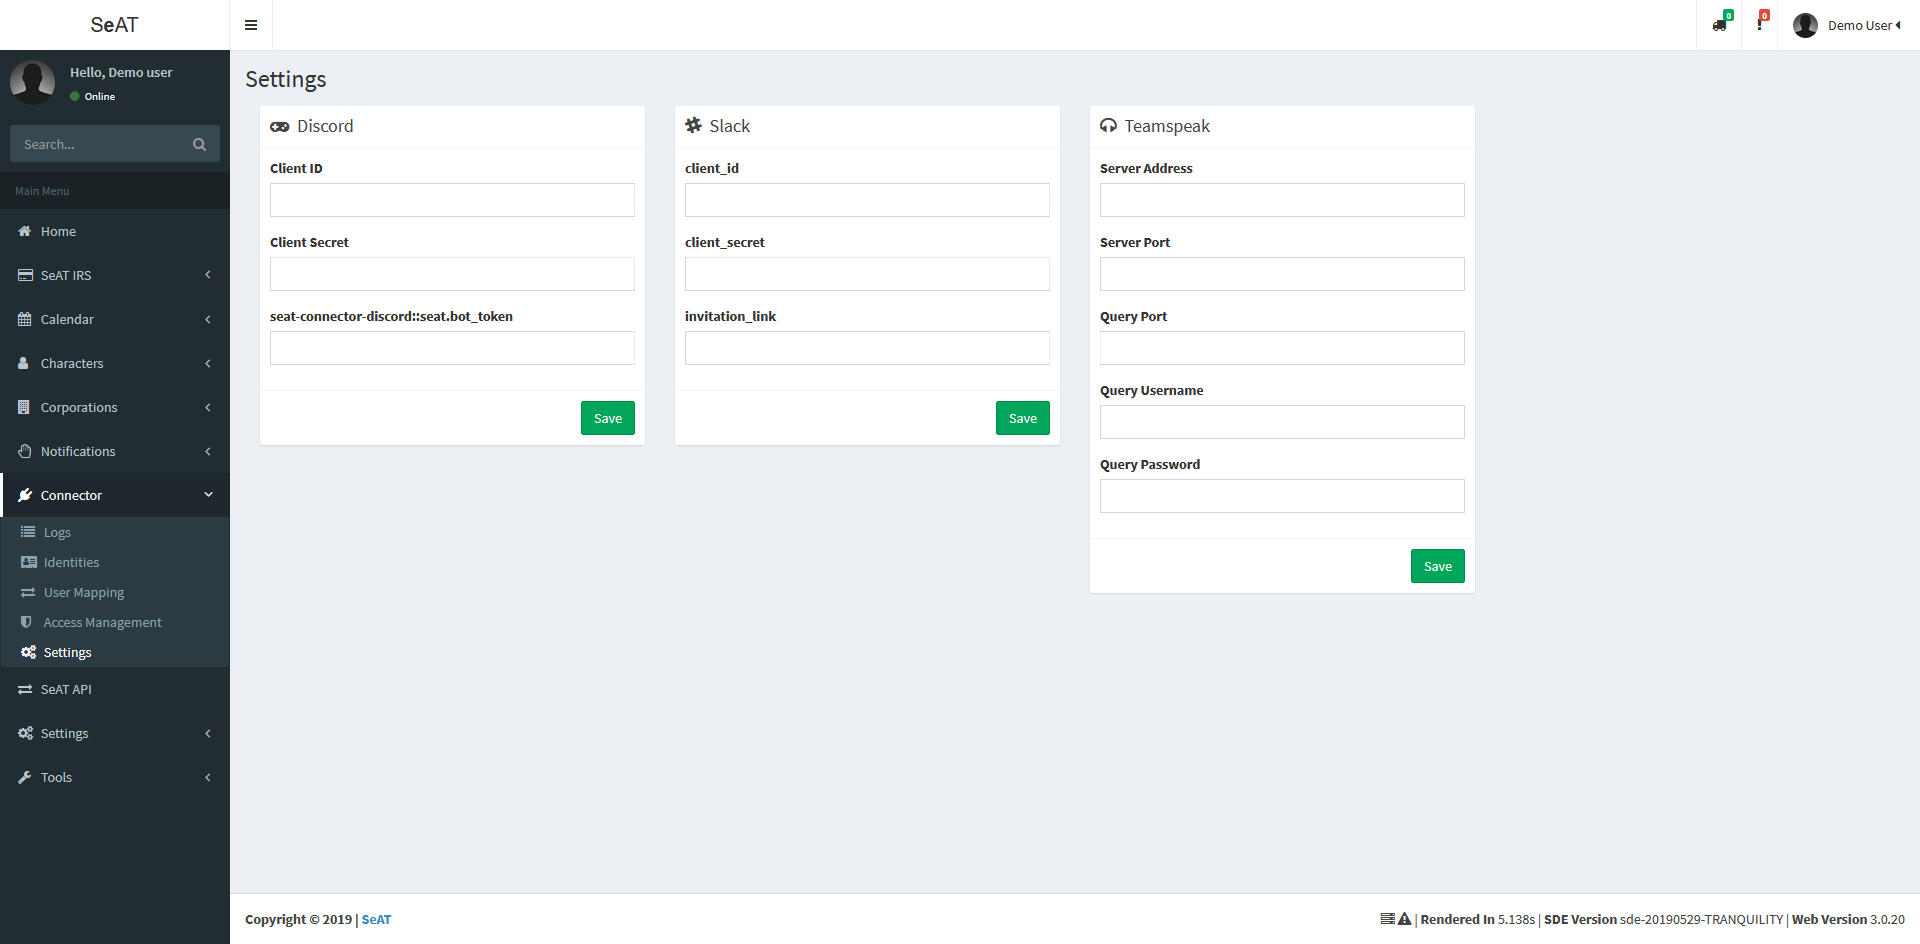 SeAT
0
0
Demo User
Hello, Demo user
Online
Search...
Main Menu
Home
SeAT IRS
Calendar
Characters
Corporations
Notifications
Connector
Logs
Identities
User Mapping
Access Management
Settings
SeAT API
Settings
Tools
Settings
Discord
Client ID
Client Secret
seat-connector-discord::seat.bot_token
Save
Slack
client_id
client_secret
invitation_link
Save
Teamspeak
Server Address
Server Port
Query Port
Query Username
Query Password
Save
Copyright © 2019 | SeAT
| Rendered In 5.138s | SDE Version sde-20190529-TRANQUILITY | Web Version 3.0.20